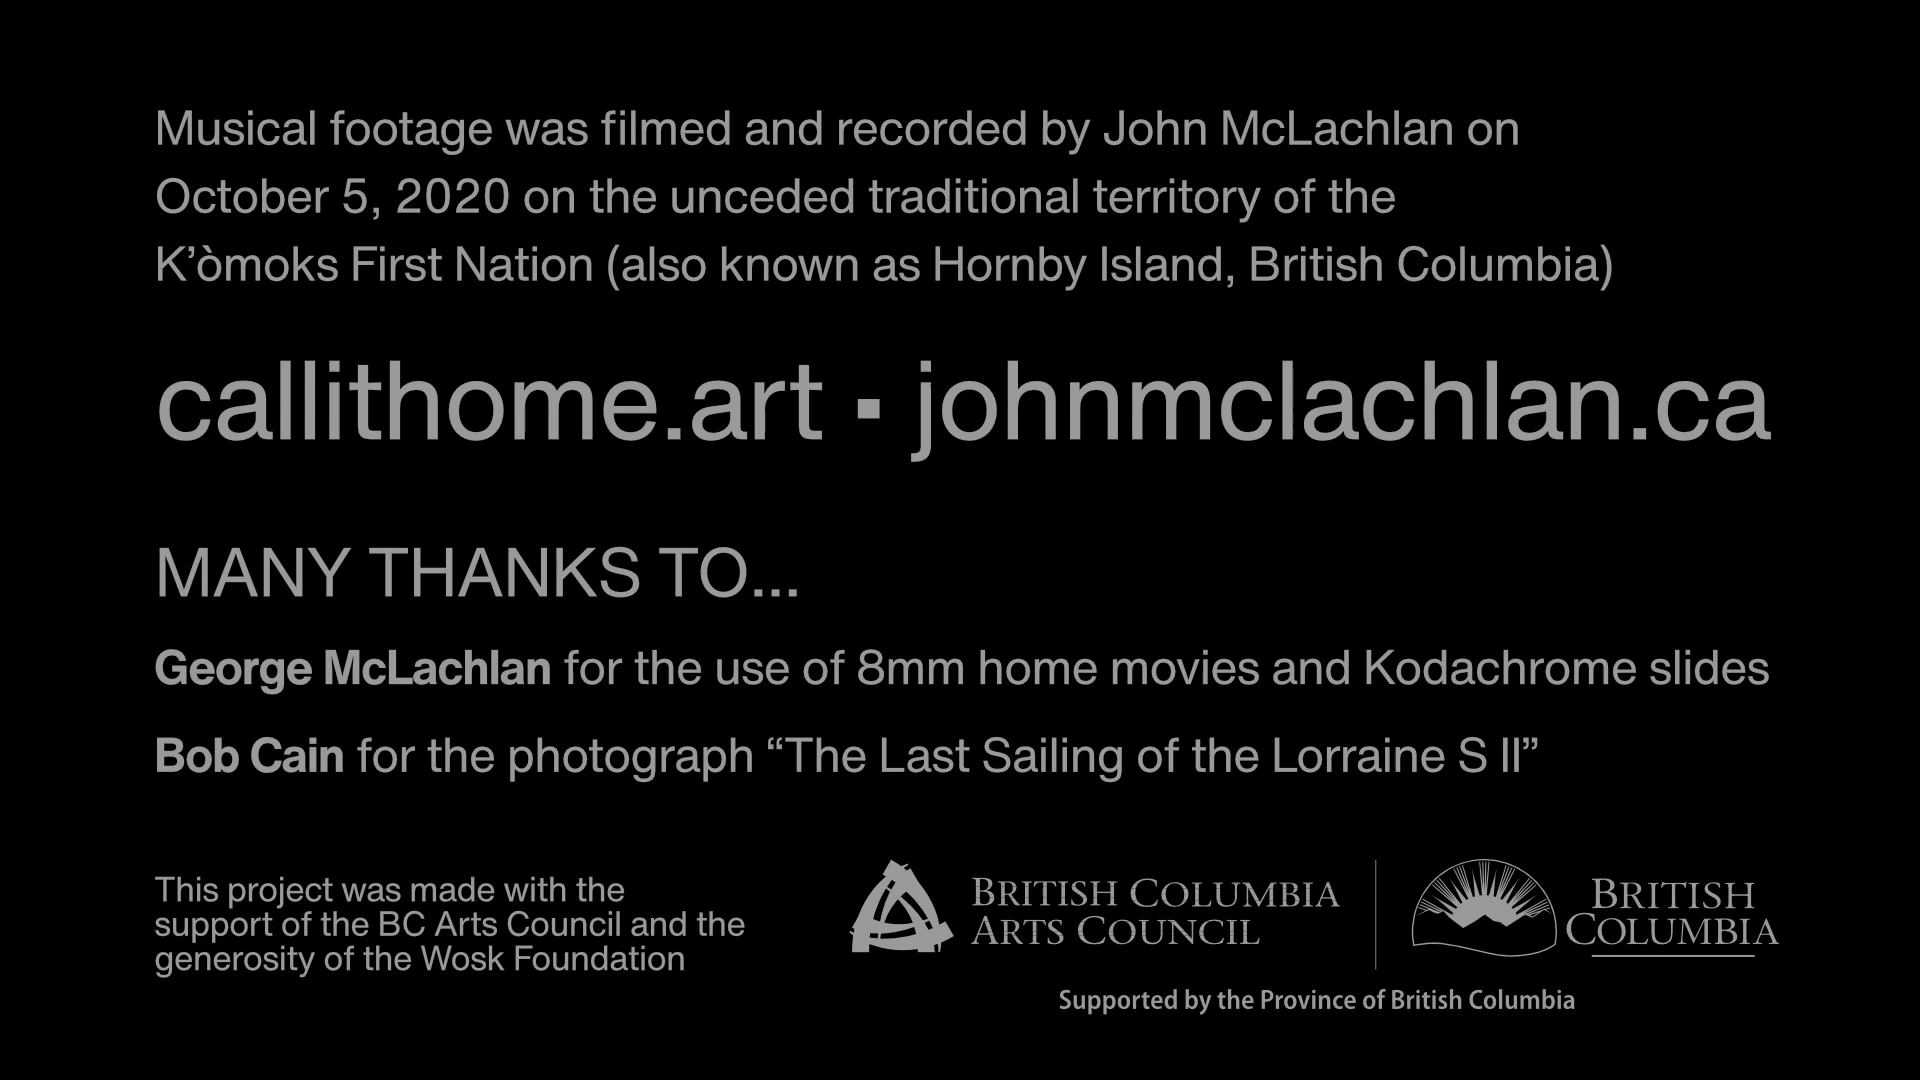 Musical footage was filmed and recorded by John McLachlan on
October 5, 2020 on the unceded traditional territory of the
K’òmoks First Nation (also known as Hornby Island, British Columbia)
callithome.art ▪ johnmclachlan.ca
MANY THANKS TO...
George McLachlan for the use of 8mm home movies and Kodachrome slides
Bob Cain for the photograph “The Last Sailing of the Lorraine S II”
This project was made with the
support of the BC Arts Council and the
generosity of the Wosk Foundation
BRITISH COLUMBIA
ARTS COUNCIL
BRITISH
COLUMBIA
Supported by the Province of British Columbia